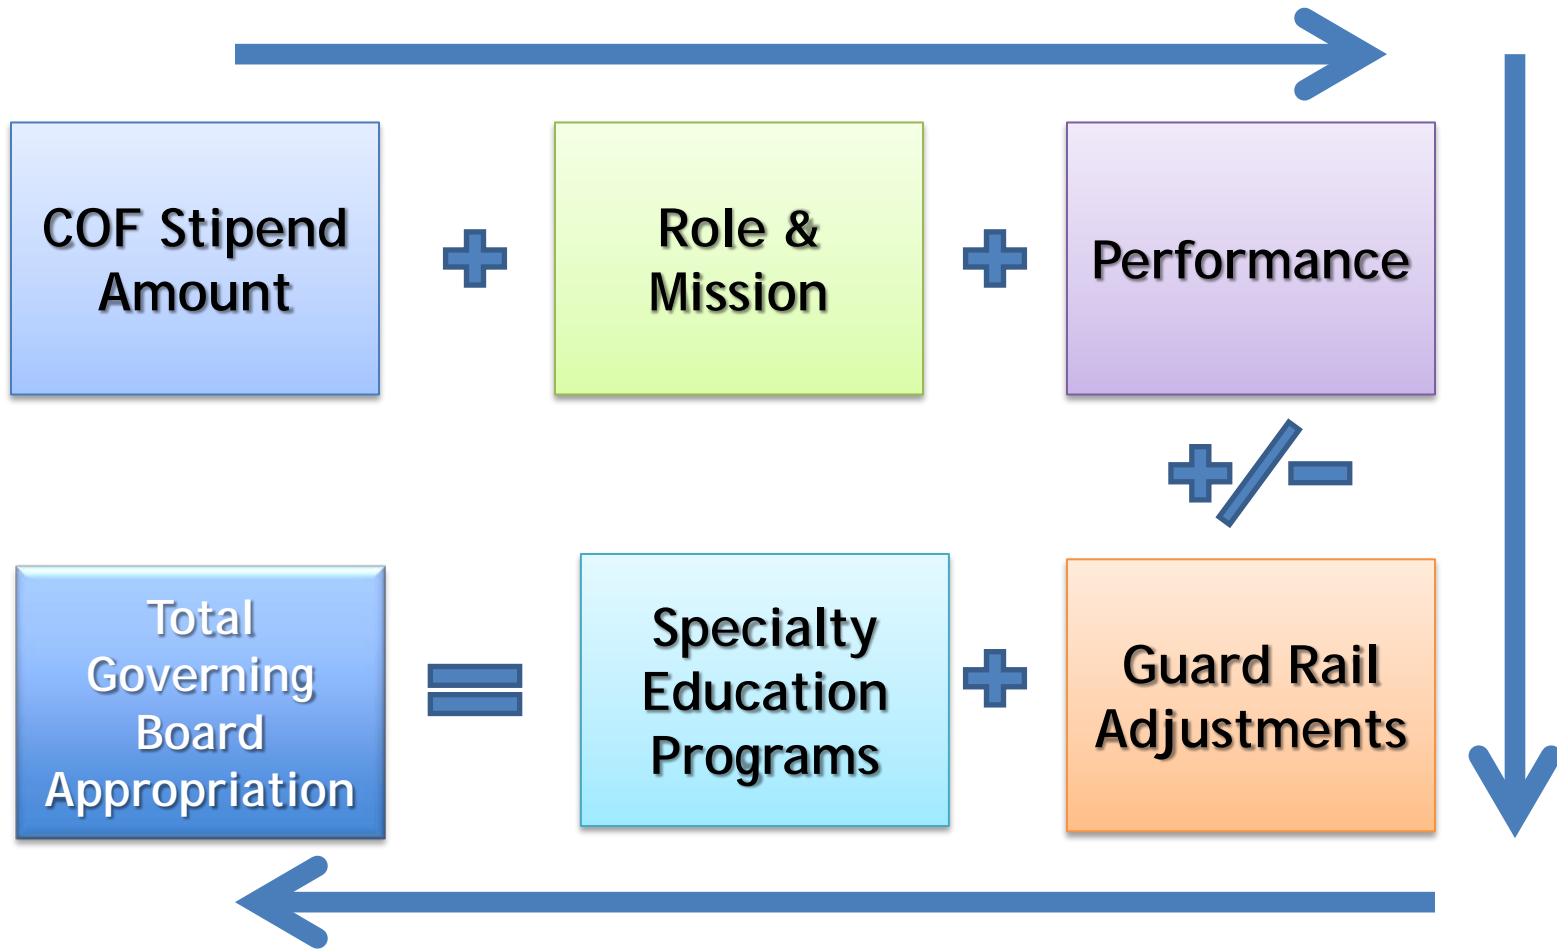 COF Stipend
Amount
Role &
Mission
Performance
Total
Governing
Board
Appropriation
Specialty
Education
Programs
Guard Rail
Adjustments